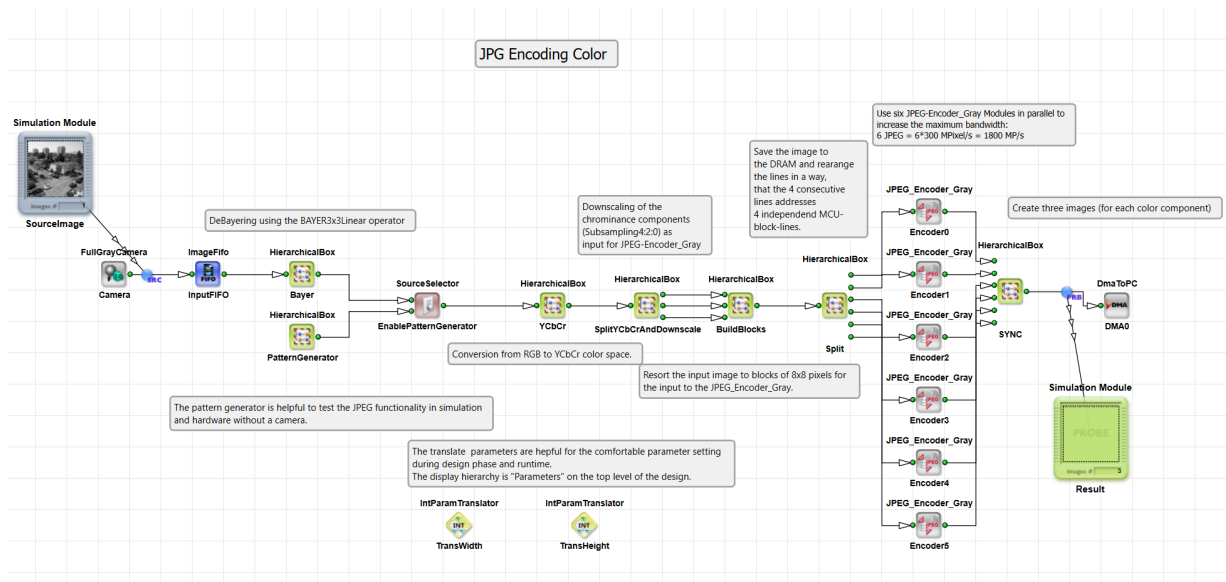 JPG Encoding Color
Use six JPEG-Encoder_Gray Modules in parallel to
increase the maximum bandwidth:
6 JPEG = 6*300 MPixel/s = 1800 MP/s
Simulation Module
images # 1
SourceImage
Save the image to
the DRAM and rearange
the lines in a way,
that the 4 consecutive
lines addresses
4 independend MCU-
block-lines.
DeBayering using the BAYER3x3Linear operator
Downscaling of the
chrominance components
(Subsampling4:2:0) as
input for JPEG-Encoder_Gray
Create three images (for each color component)
FullGrayCamera
Camera
SRC
ImageFifo
FIFO
InputFIFO
HierarchicalBox
Bayer
HierarchicalBox
PatternGenerator
SourceSelector
EnablePatternGenerator
HierarchicalBox
YCbCr
HierarchicalBox
SplitYCbCrAndDownscale
HierarchicalBox
BuildBlocks
HierarchicalBox
Split
JPEG_Encoder_Gray
JPEG
Encoder0
JPEG_Encoder_Gray
JPEG
Encoder1
JPEG_Encoder_Gray
JPEG
Encoder2
JPEG_Encoder_Gray
JPEG
Encoder3
JPEG_Encoder_Gray
JPEG
Encoder4
JPEG_Encoder_Gray
JPEG
Encoder5
HierarchicalBox
SYNC
PRB
DmaToPC
DMA
DMA0
Conversion from RGB to YCbCr color space.
Resort the input image to blocks of 8x8 pixels for
the input to the JPEG_Encoder_Gray.
Simulation Module
PROBE
images # 3
Result
The pattern generator is helpful to test the JPEG functionality in simulation
and hardware without a camera.
The translate  parameters are hepful for the comfortable parameter setting
during design phase and runtime.
The display hierarchy is "Parameters" on the top level of the design.
IntParamTranslator
INT
TransWidth
IntParamTranslator
INT
TransHeight